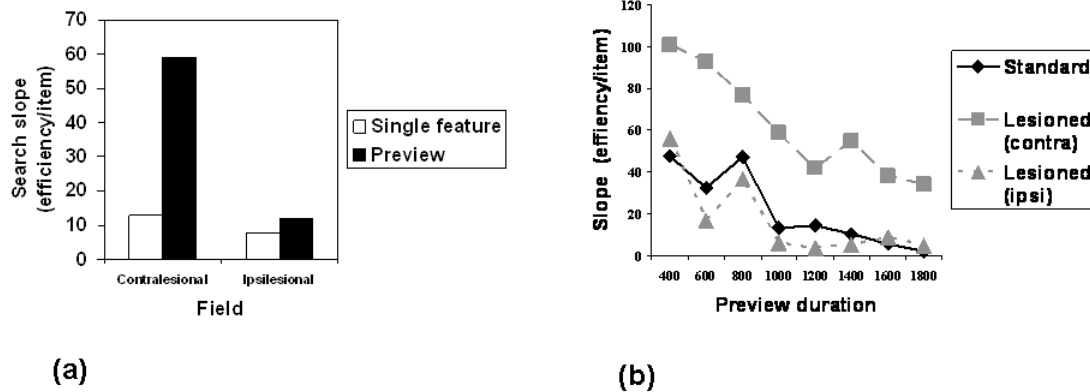 70
60
50
40
30
20
10
0
Search slope
(efficiency/item)
Contralesional
Ipsilesional
Field
Single feature
Preview
(a)
120
100
80
60
40
20
0
Slope (effiency/item)
400 600 800 1000 1200 1400 1600 1800
Preview duration
Standard
Lesioned
(contra)
Lesioned
(ipsi)
(b)